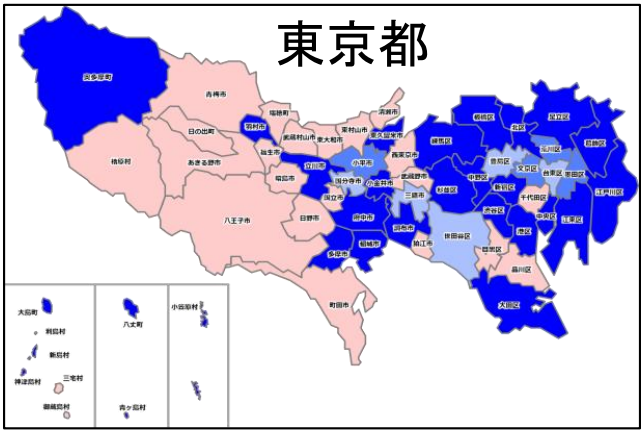 東京都
奥多摩町
青梅市
瑞穂町
清瀬市
日の出町
羽村市
武蔵村山市
東大和市
東村山市
東久留米市
檜原村
あきる野市
福生市
昭島市
立川市
小平市
西東京市
国分寺市
小金井市
武蔵野市
国立市
三鷹市
八王子市
日野市
府中市
調布市
狛江市
多摩市
稲城市
町田市
板橋区
北区
足立区
練馬区
荒川区
葛飾区
豊島区
文京区
台東区
墨田区
中野区
杉並区
新宿区
千代田区
江戸川区
渋谷区
中央区
江東区
港区
世田谷区
目黒区
品川区
大田区
大島町
利島村
新島村
神津島村
三宅村
御蔵島村
八丈町
青ヶ島村
小笠原村